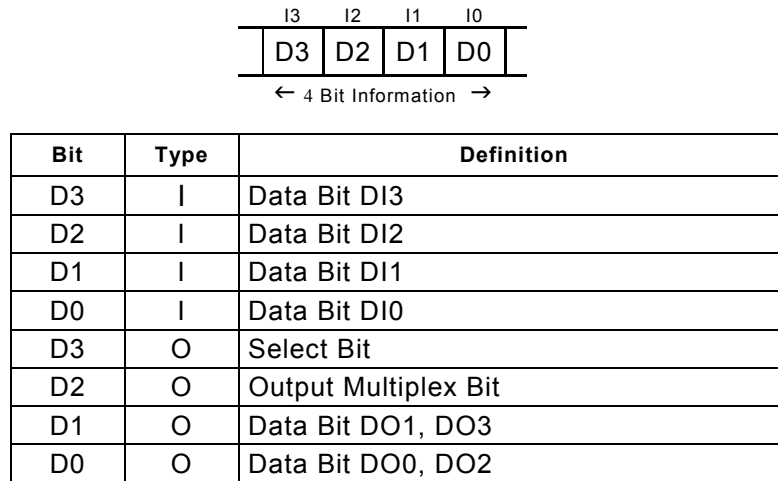 I3 I2 I1 I0
D3 D2 D1 D0
← 4 Bit Information →
Bit Type Definition
D3 I Data Bit DI3
D2 I Data Bit DI2
D1 I Data Bit DI1
D0 I Data Bit DI0
D3 O Select Bit
D2 O Output Multiplex Bit
D1 O Data Bit DO1, DO3
D0 O Data Bit DO0, DO2